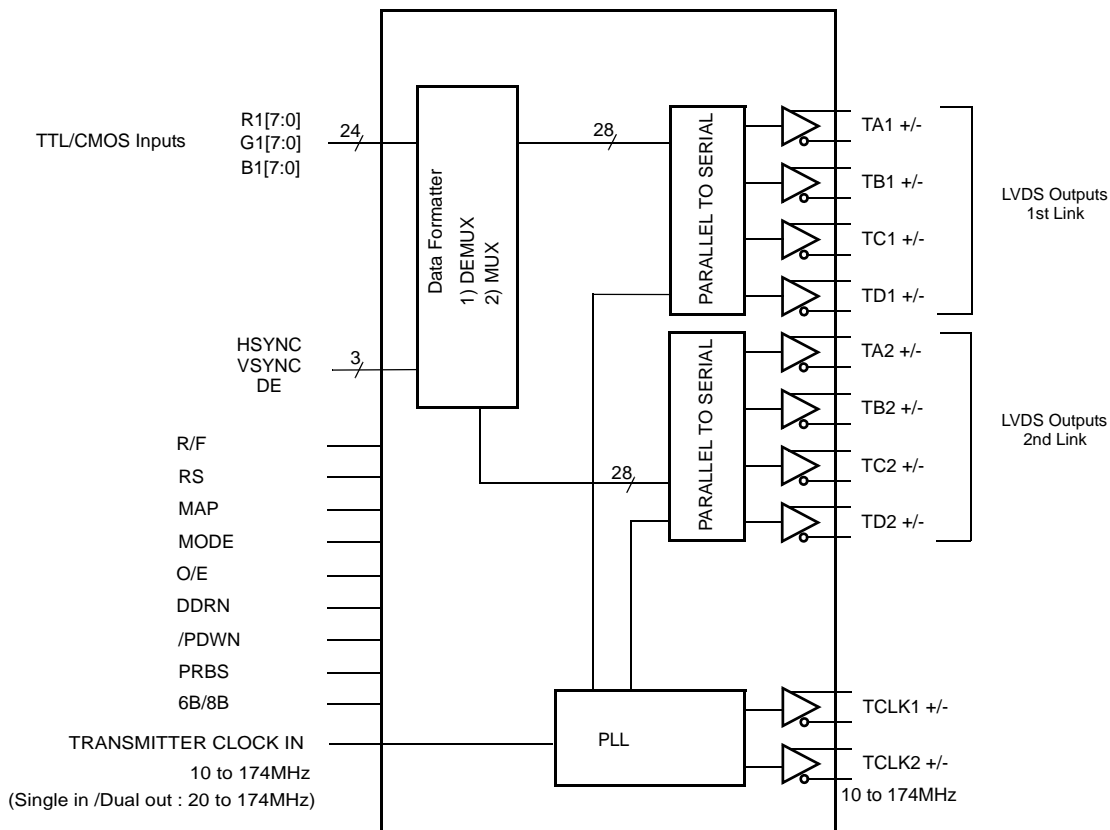 R1[7:0]
TTL/CMOS Inputs
G1[7:0]
B1[7:0]
24
HSYNC
VSYNC
DE
3
R/F
RS
MAP
MODE
O/E
DDRN
/PDWN
PRBS
6B/8B
TRANSMITTER CLOCK IN
10 to 174MHz
(Single in /Dual out : 20 to 174MHz)
Data Formatter
1) DEMUX
2) MUX
28
28
PARALLEL TO SERIAL
PARALLEL TO SERIAL
PLL
TA1 +/-
TB1 +/-
TC1 +/-
TD1 +/-
LVDS Outputs
1st Link
TA2 +/-
TB2 +/-
TC2 +/-
TD2 +/-
LVDS Outputs
2nd Link
TCLK1 +/-
TCLK2 +/-
10 to 174MHz